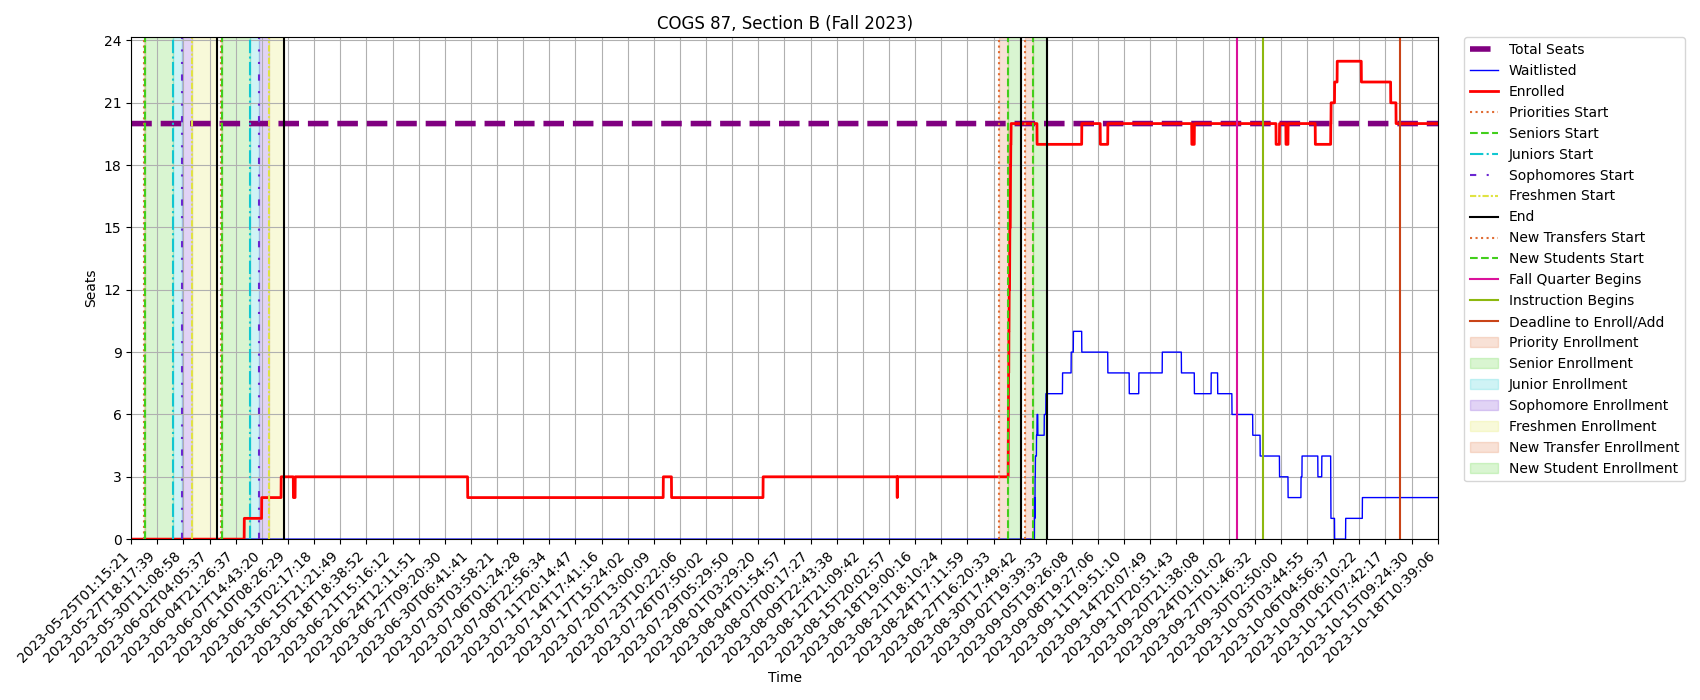 COGS 87, Section B (Fall 2023)
Seats
24
21
18
15
12
9
6
3
0
2023-05-25T01:15:21
2023-05-27T18:17:39
2023-05-30T11:08:58
2023-06-02T04:05:37
2023-06-04T21:26:37
2023-06-07T14:43:20
2023-06-10T08:26:29
2023-06-13T02:17:18
2023-06-15T21:21:49
2023-06-18T18:38:52
2023-06-21T15:16:12
2023-06-24T12:11:51
2023-06-27T09:20:30
2023-06-30T06:41:41
2023-07-03T03:58:21
2023-07-06T01:24:28
2023-07-08T22:56:34
2023-07-11T20:14:47
2023-07-14T17:41:16
2023-07-17T15:24:02
2023-07-20T13:00:09
2023-07-23T10:22:06
2023-07-26T07:50:02
2023-07-29T05:29:50
2023-08-01T03:29:20
2023-08-04T01:54:57
2023-08-07T00:17:27
2023-08-09T22:43:38
2023-08-12T21:09:42
2023-08-15T20:02:57
2023-08-18T19:00:16
2023-08-21T18:10:24
2023-08-24T17:11:59
2023-08-27T16:20:33
2023-08-30T17:49:42
2023-09-02T19:39:33
2023-09-05T19:26:08
2023-09-08T19:27:06
2023-09-11T19:51:10
2023-09-14T20:07:49
2023-09-17T20:51:43
2023-09-20T21:38:08
2023-09-24T01:01:02
2023-09-27T01:46:32
2023-09-30T02:50:00
2023-10-03T03:44:55
2023-10-06T04:56:37
2023-10-09T06:10:22
2023-10-12T07:42:17
2023-10-15T09:24:30
2023-10-18T10:39:06
Time
Total Seats
Waitlisted
Enrolled
Priorities Start
Seniors Start
Juniors Start
Sophomores Start
Freshmen Start
End
New Transfers Start
New Students Start
Fall Quarter Begins
Instruction Begins
Deadline to Enroll/Add
Priority Enrollment
Senior Enrollment
Junior Enrollment
Sophomore Enrollment
Freshmen Enrollment
New Transfer Enrollment
New Student Enrollment